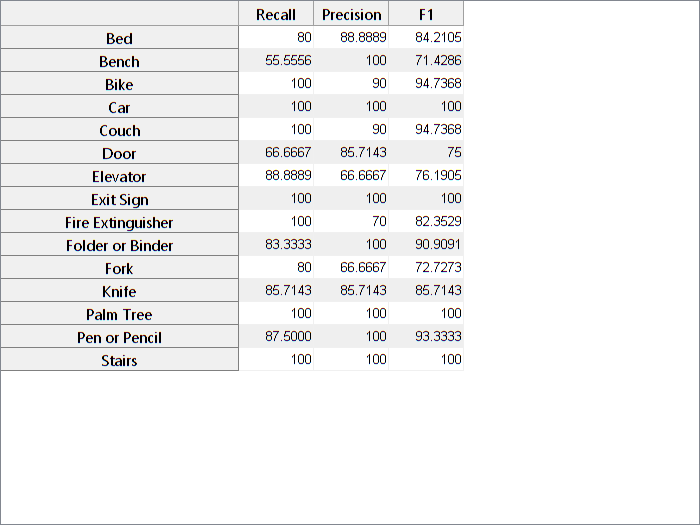 Recall Precision F1
Bed 80 88.8889 84.2105
Bench 55.5556 100 71.4286
Bike 100 90 94.7368
Car 100 100 100
Couch 100 90 94.7368
Door 66.6667 85.7143 75
Elevator 88.8889 66.6667 76.1905
Exit Sign 100 100 100
Fire Extinguisher 100 70 82.3529
Folder or Binder 83.3333 100 90.9091
Fork 80 66.6667 72.7273
Knife 85.7143 85.7143 85.7143
Palm Tree 100 100 100
Pen or Pencil 87.5000 100 93.3333
Stairs 100 100 100